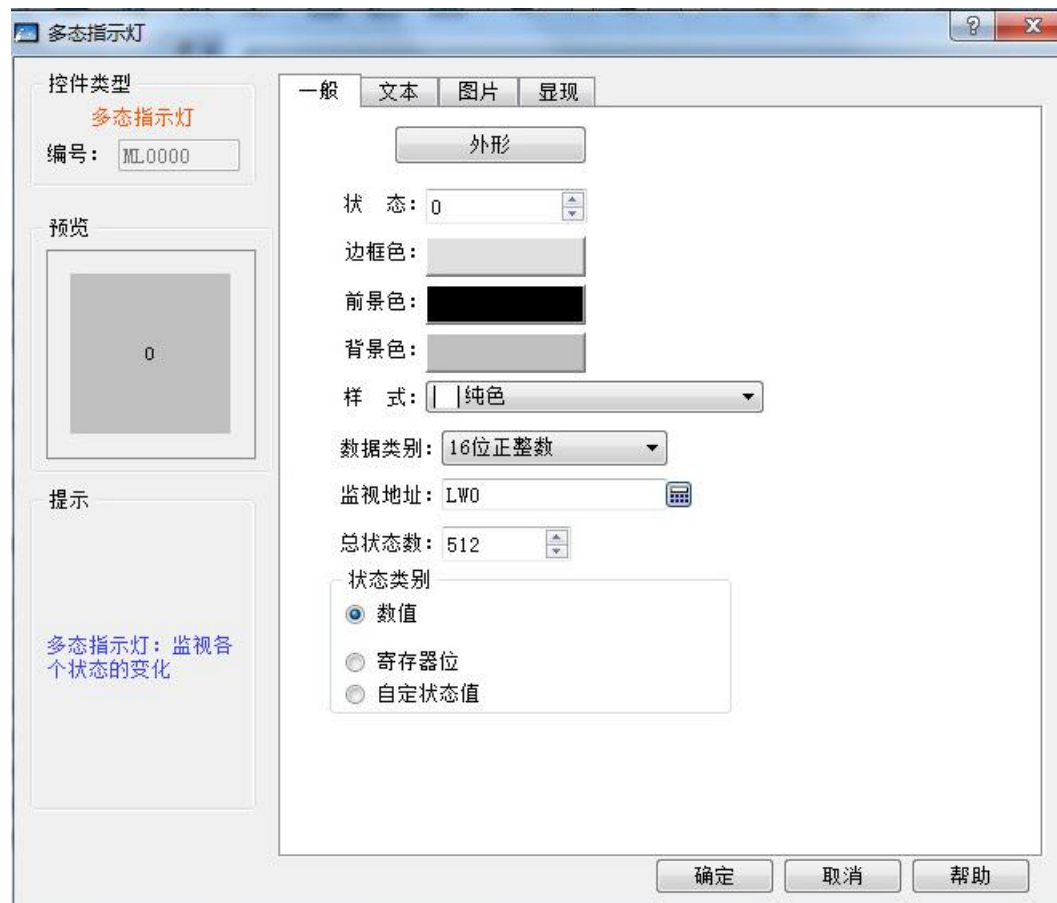 多态指示灯
?
X
控件类型
多态指示灯
编号: ML0000
预览
0
提示
多态指示灯: 监视各
个状态的变化
一般 文本 图片 显现
外形
状 态: 0
边框色:
前景色:
背景色:
样 式: 纯色
数据类别: 16位正整数
监视地址: LW0
总状态数: 512
状态类别
数值
寄存器位
自定状态值
确定 取消 帮助